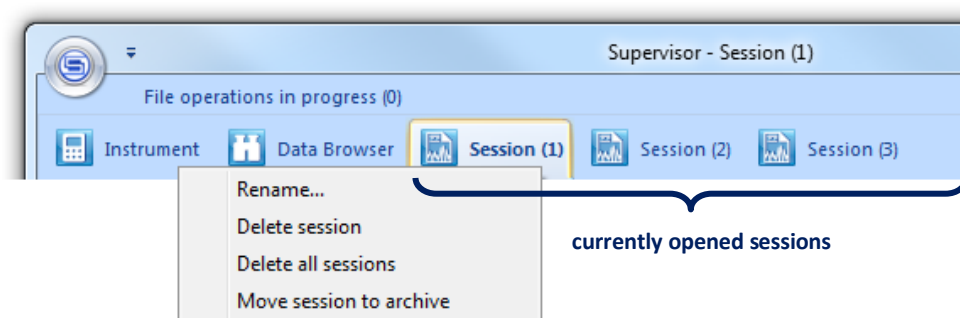 Supervisor - Session (1)
File operations in progress (0)
Instrument Data Browser Session (1) Session (2) Session (3)
Rename...
Delete session
currently opened sessions
Delete all sessions
Move session to archive